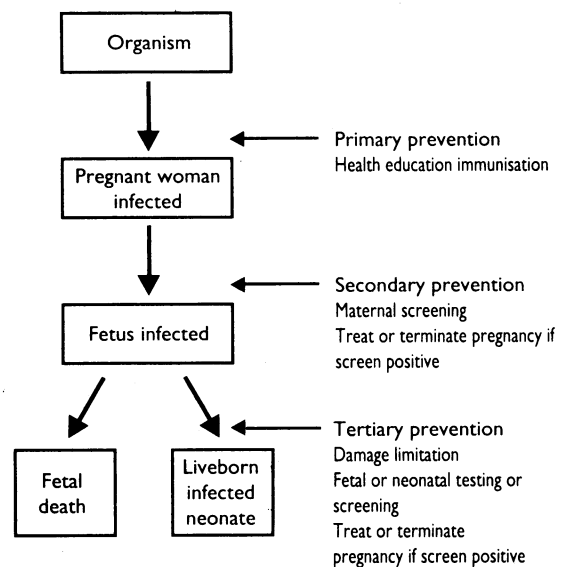 Organism
Primary prevention
Health education immunisation
Pregnant woman
infected
Secondary prevention
Maternal screening
Treat or terminate pregnancy if
screen positive
Fetus infected
Tertiary prevention
Damage limitation
Fetal or neonatal testing or
screening
Treat or terminate
pregnancy if screen positive
Fetal
death
Liveborn
infected
neonate